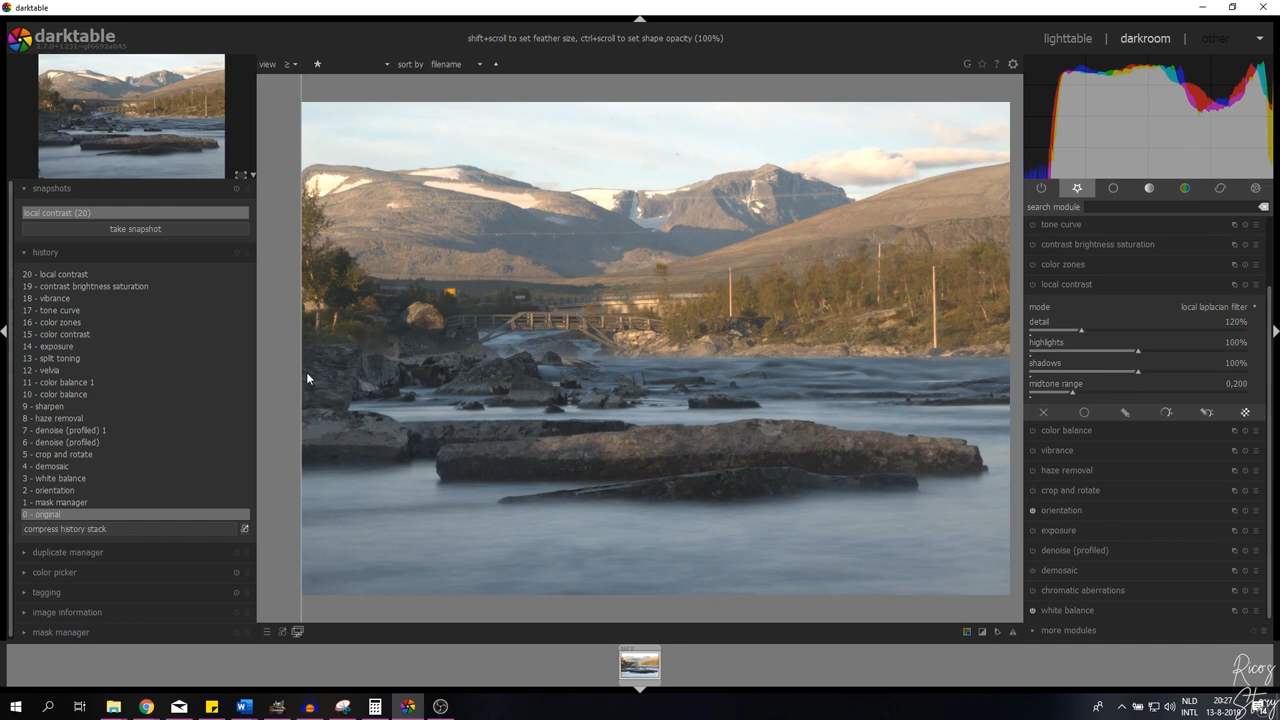 darktable
darktable
2.7.0+1231~gf6692a045
shift+scroll to set feather size, ctrl+scroll to set shape opacity (100%)
lighttable | darkroom | other
view ≥ ★ sort by filename
G ☆ ?
snapshots
local contrast (20)
take snapshot
history
20 - local contrast
19 - contrast brightness saturation
18 - vibrance
17 - tone curve
16 - color zones
15 - color contrast
14 - exposure
13 - split toning
12 - velvia
11 - color balance 1
10 - color balance
9 - sharpen
8 - haze removal
7 - denoise (profiled) 1
6 - denoise (profiled)
5 - crop and rotate
4 - demosaic
3 - white balance
2 - orientation
1 - mask manager
0 - original
compress history stack
duplicate manager
color picker
tagging
image information
mask manager
search module
tone curve
contrast brightness saturation
color zones
local contrast
mode local laplacian filter
detail 120%
highlights 100%
shadows 100%
midtone range 0,200
color balance
vibrance
haze removal
crop and rotate
orientation
exposure
denoise (profiled)
demosaic
chromatic aberrations
white balance
more modules
Rico's
Story
NLD
INTL
20:27
13-8-2019
14